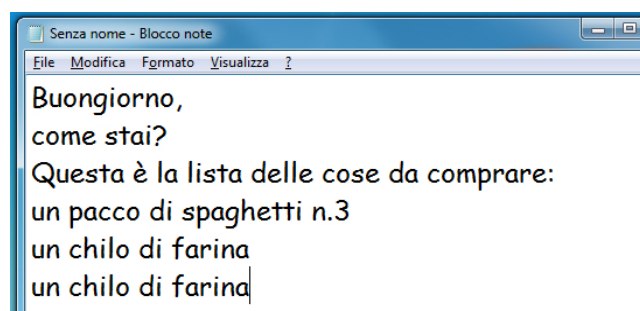 Senza nome - Blocco note
File Modifica Formato Visualizza ?
Buongiorno,
come stai?
Questa è la lista delle cose da comprare:
un pacco di spaghetti n.3
un chilo di farina
un chilo di farina